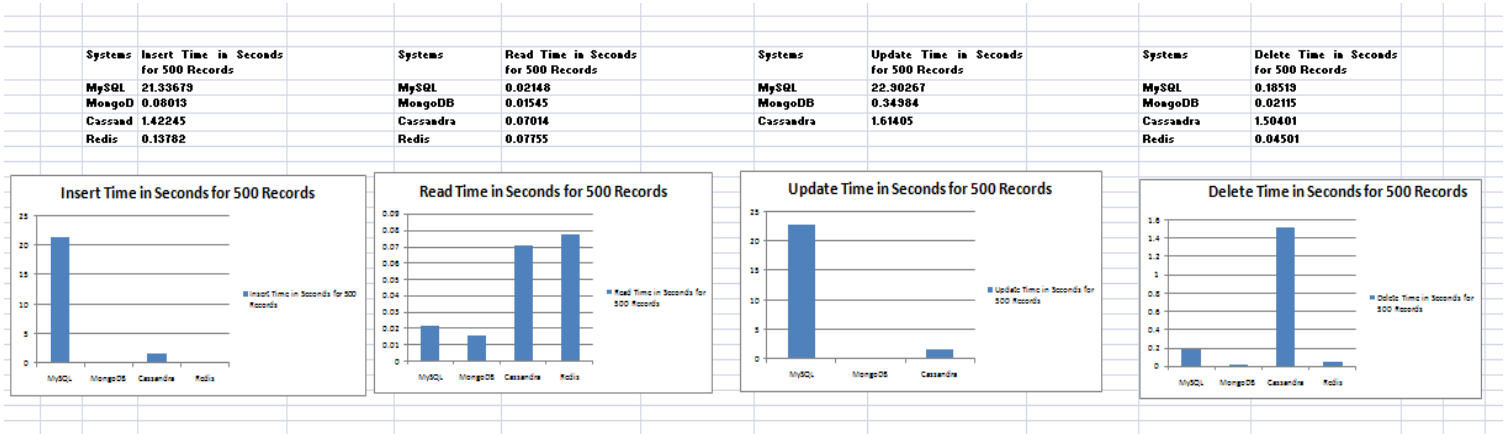 Systems Insert Time in Seconds
for 500 Records
MySQL 21.33679
MongoD 0.08013
Cassand 1.42245
Redis 0.13782
Systems Read Time in Seconds
for 500 Records
MySQL 0.02148
MongoDB 0.01545
Cassandra 0.07014
Redis 0.07755
Systems Update Time in Seconds
for 500 Records
MySQL 22.90267
MongoDB 0.34984
Cassandra 1.61405
Systems Delete Time in Seconds
for 500 Records
MySQL 0.18519
MongoDB 0.02115
Cassandra 1.50401
Redis 0.04501
Insert Time in Seconds for 500 Records
25
20
15
10
5
0
MySQL MongoDB Cassandra Redis
Insert Time in Seconds for 500
Records
Read Time in Seconds for 500 Records
0.09
0.08
0.07
0.06
0.05
0.04
0.03
0.02
0.01
0
MySQL MongoDB Cassandra Redis
Read Time in Seconds for
500 Records
Update Time in Seconds for 500 Records
25
20
15
10
5
0
MySQL MongoDB Cassandra
Update Time in Seconds for
500 Records
Delete Time in Seconds for 500 Records
1.6
1.4
1.2
1
0.8
0.6
0.4
0.2
0
MySQL MongoDB Cassandra Redis
Delete Time in Seconds for
500 Records